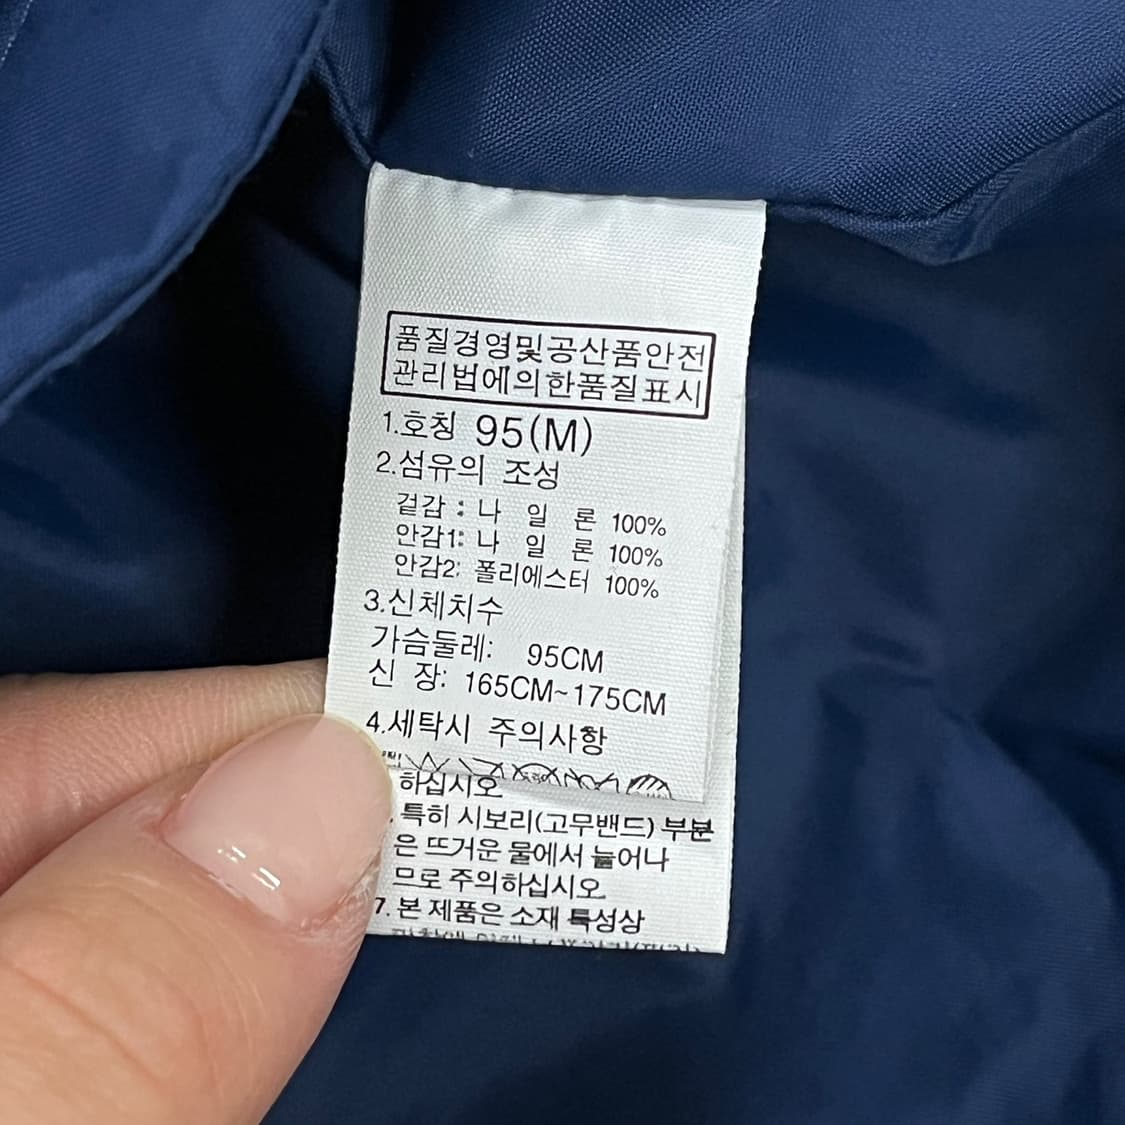 품질경영및공산품안전
관리법에의한품질표시
1.호칭 95(M)
2.섬유의 조성
겉감 : 나 일 론 100%
안감1: 나 일 론 100%
안감2: 폴리에스터 100%
3.신체치수
가슴둘레: 95CM
신 장: 165CM~175CM
4.세탁시 주의사항
하십시오
특히 시보리(고무밴드) 부분
은 뜨거운 물에서 늘어나
므로 주의하십시오.
7. 본 제품은 소재 특성상